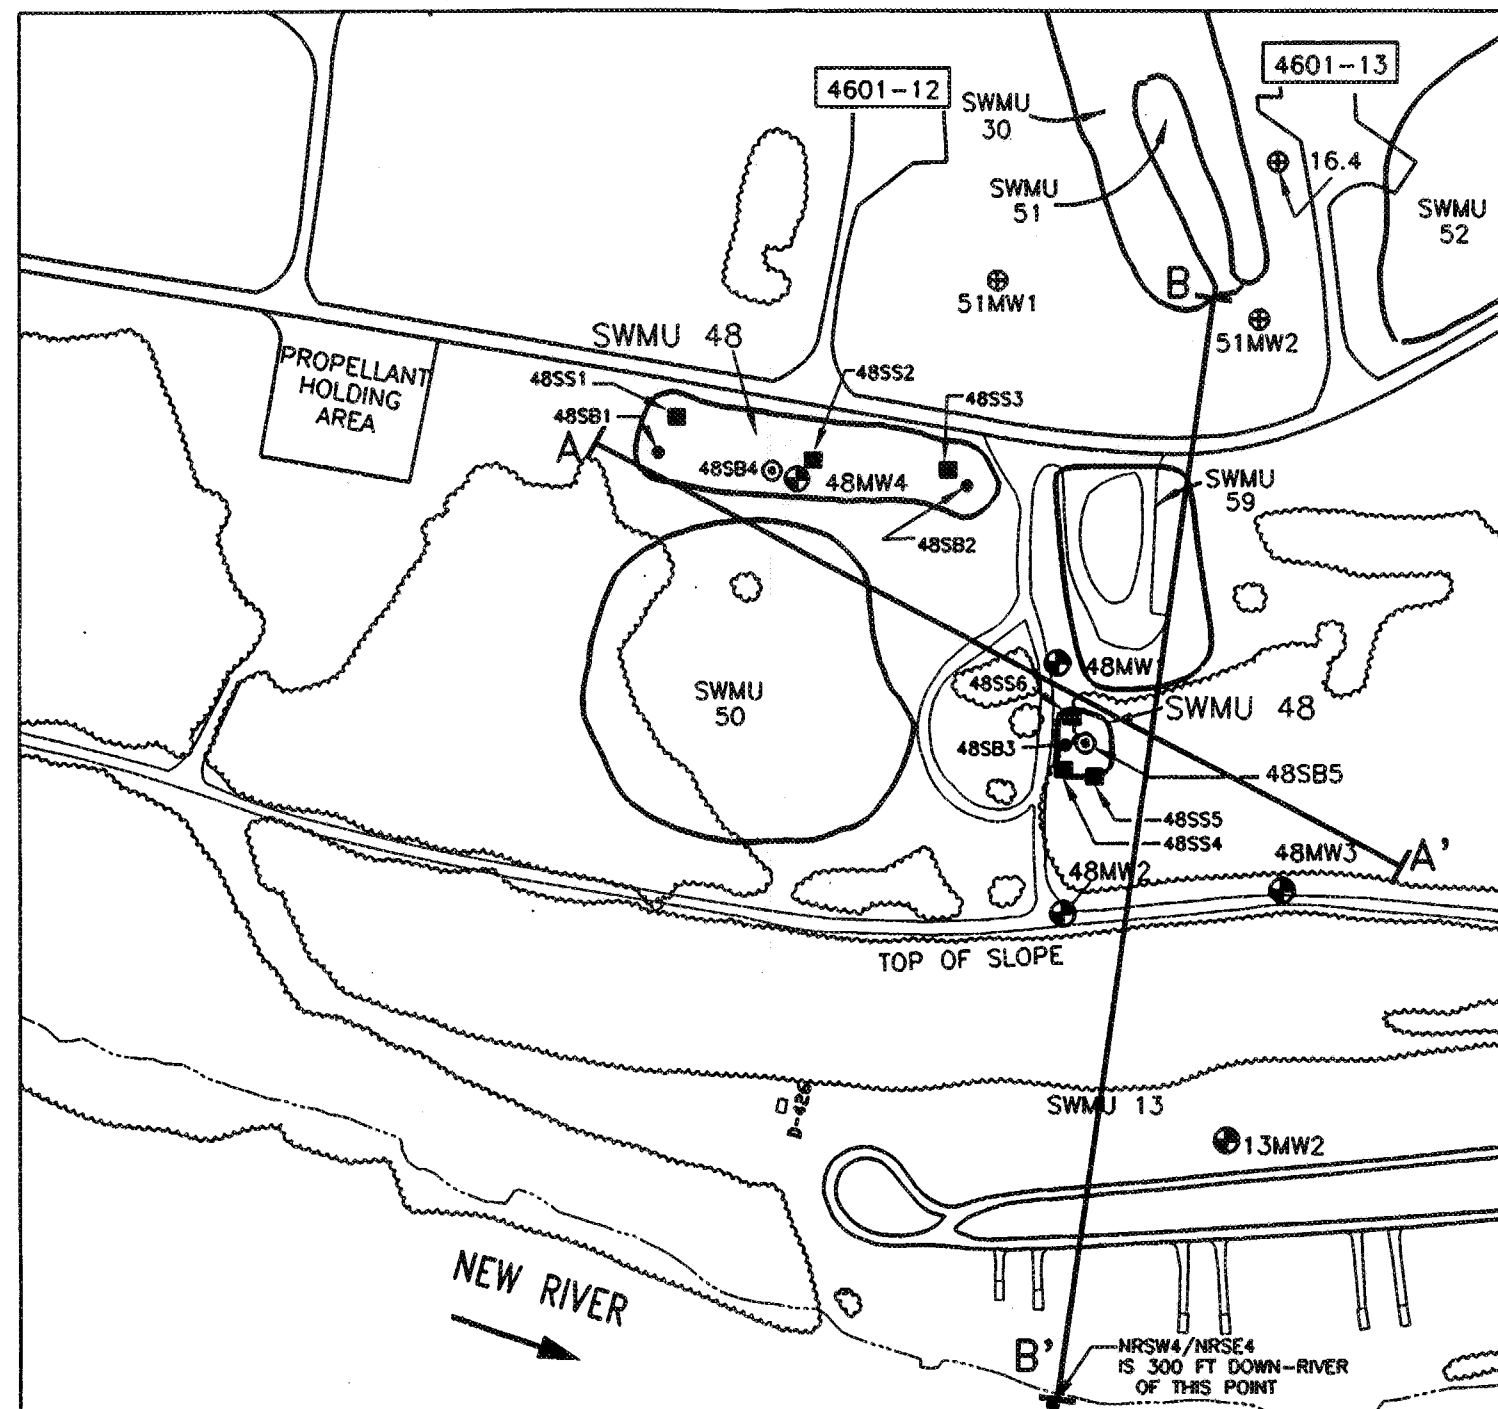 4601-12
4601-13
SWMU
30
16.4
SWMU
51
SWMU
52
B
51MW1
51MW2
SWMU 48
PROPELLANT
HOLDING
AREA
48SS1
48SS2
48SS3
48SB1
A
48SB4
48MW4
SWMU
59
48SB2
48MW1
48SS6
SWMU
50
SWMU 48
48SB3
48SB5
48SS5
48SS4
48MW3
A'
48MW2
TOP OF SLOPE
D-426
SWMU 13
13MW2
NEW RIVER
B'
NRSW4/NRSE4
IS 300 FT DOWN-RIVER
OF THIS POINT